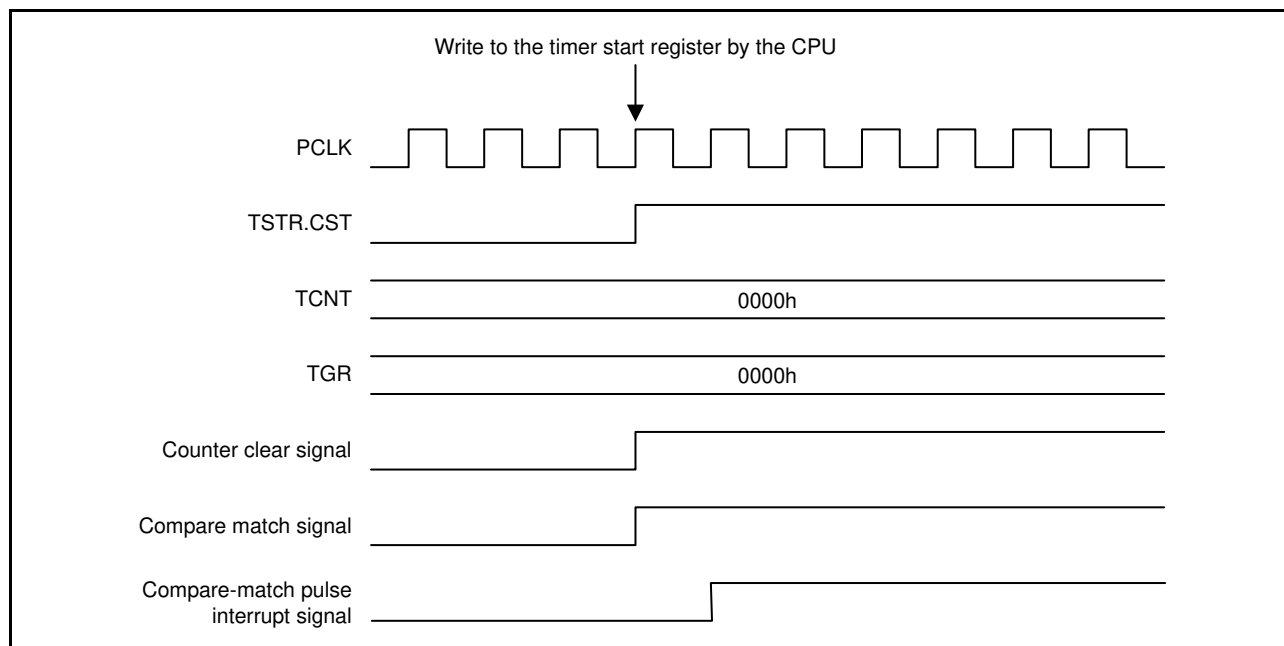 Write to the timer start register by the CPU
PCLK
TSTR.CST
TCNT
0000h
TGR
0000h
Counter clear signal
Compare match signal
Compare-match pulse
interrupt signal